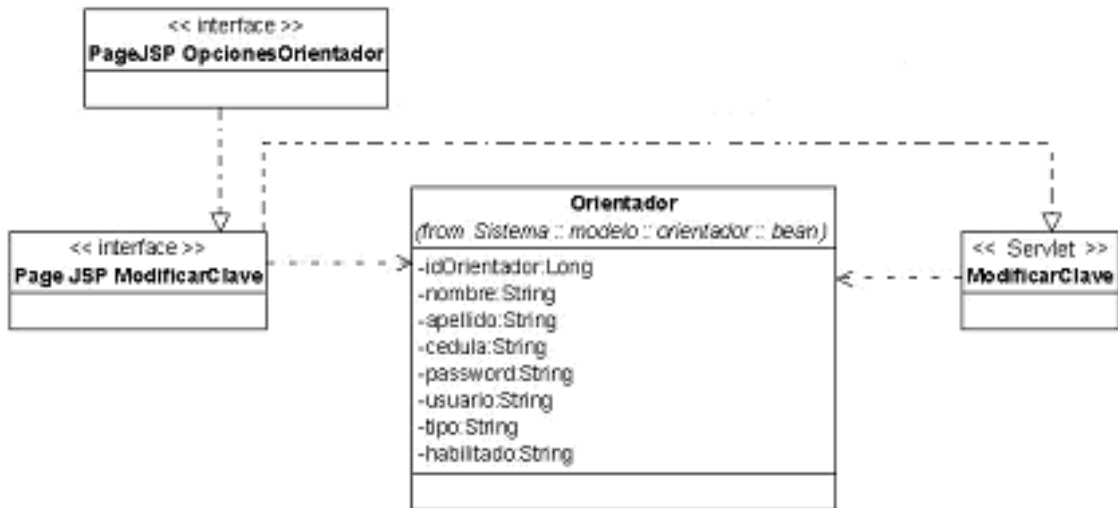 << interface >>
PageJSP OpcionesOrientador
<< interface >>
Page JSP ModificarClave
Orientador
(from Sistema :: modelo :: orientador :: bean)
-idOrientador:Long
-nombre:String
-apellido:String
-cedula:String
-password:String
-usuario:String
-tipo:String
-habilitado:String
<< Servlet >>
ModificarClave